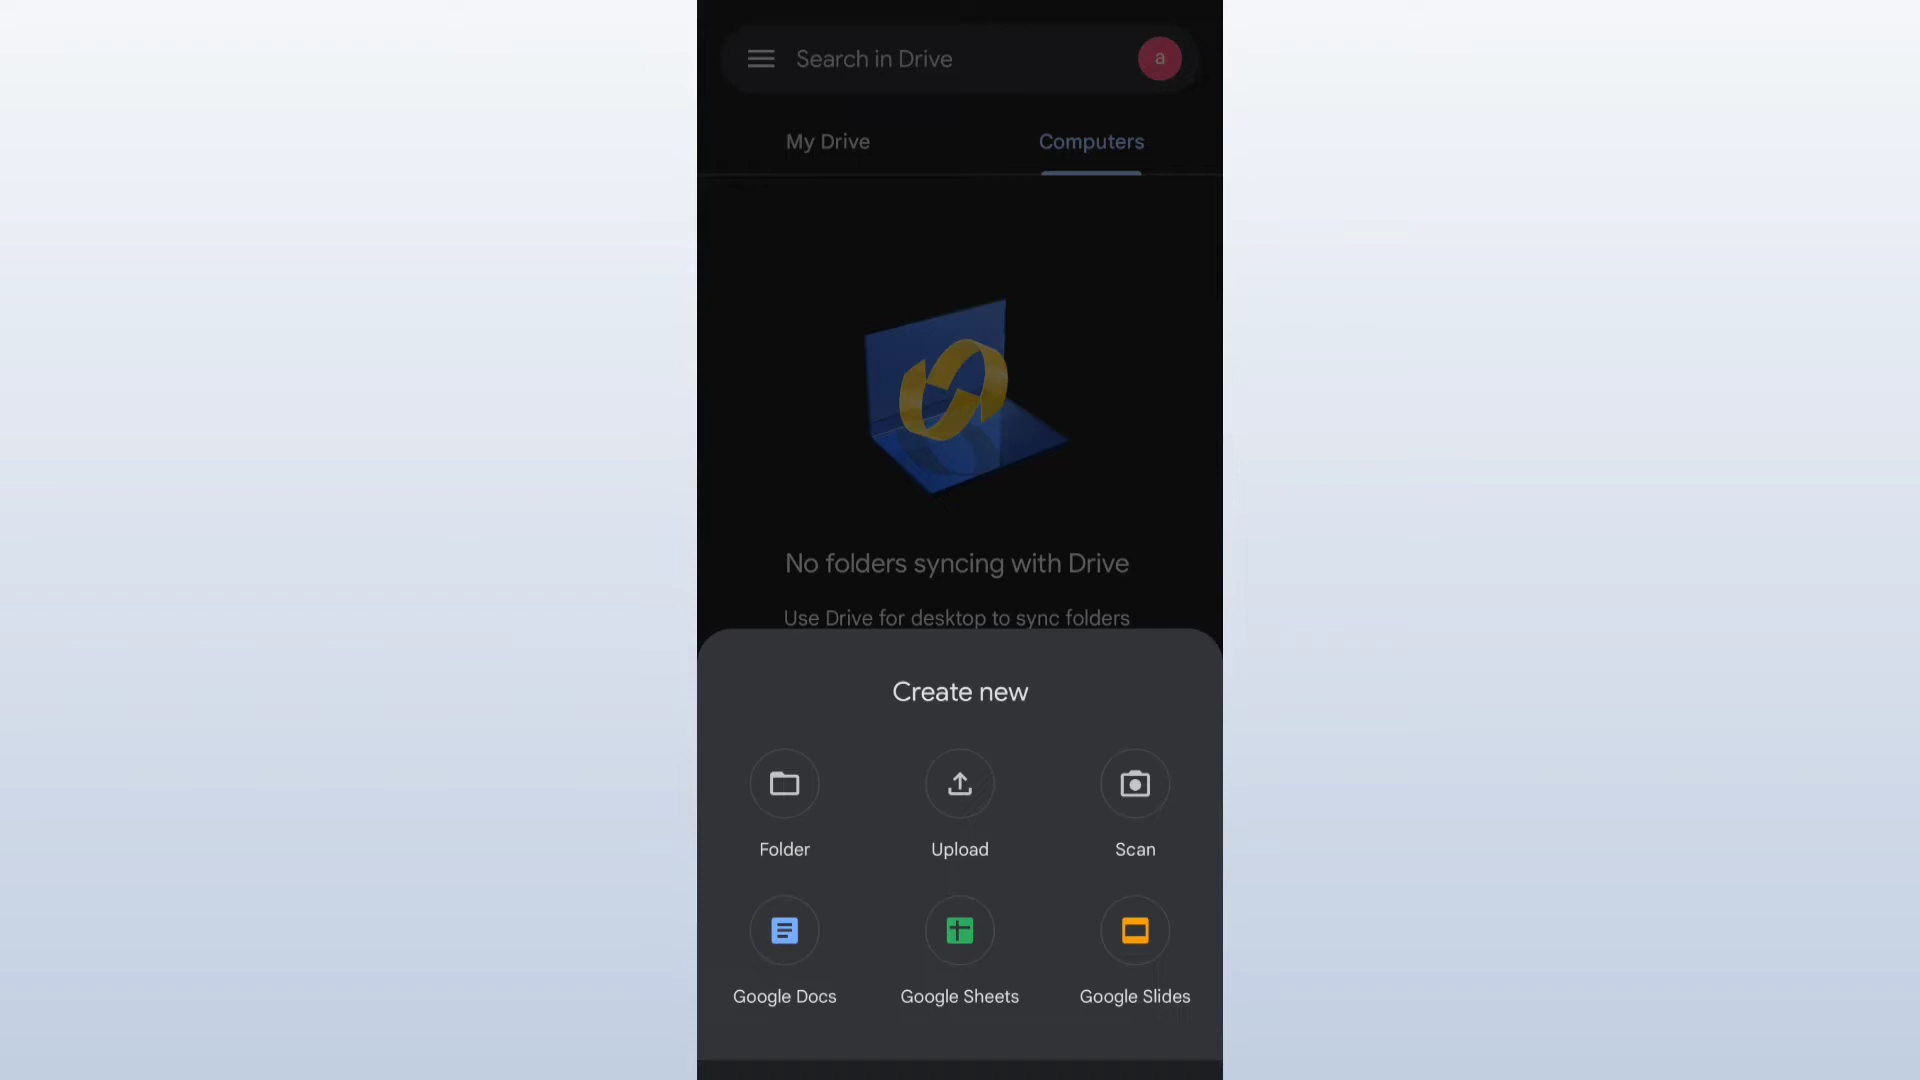 Search in Drive
a
My Drive
Computers
No folders syncing with Drive
Use Drive for desktop to sync folders
Create new
Folder
Upload
Scan
Google Docs
Google Sheets
Google Slides